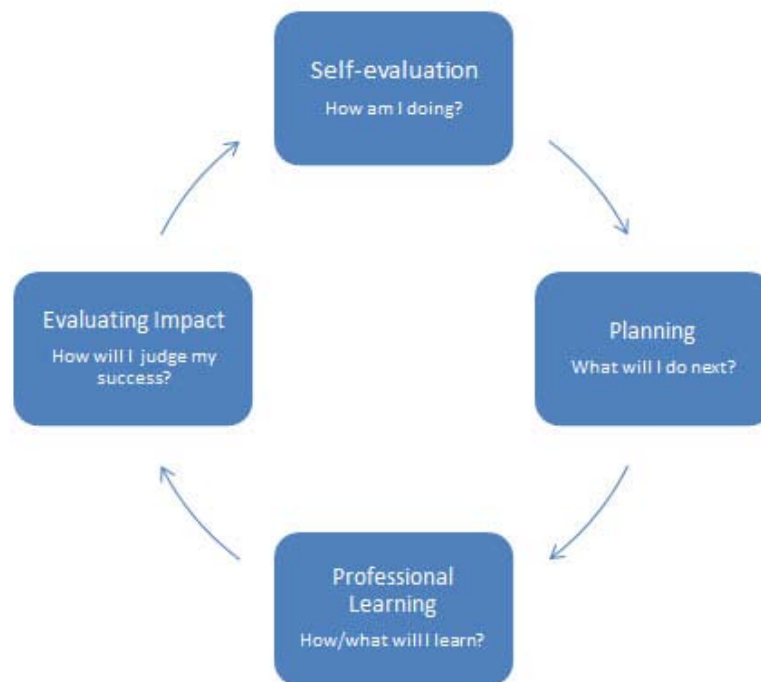 Self-evaluation
How am I doing?
Planning
What will I do next?
Professional
Learning
How/what will I learn?
Evaluating Impact
How will I judge my
success?